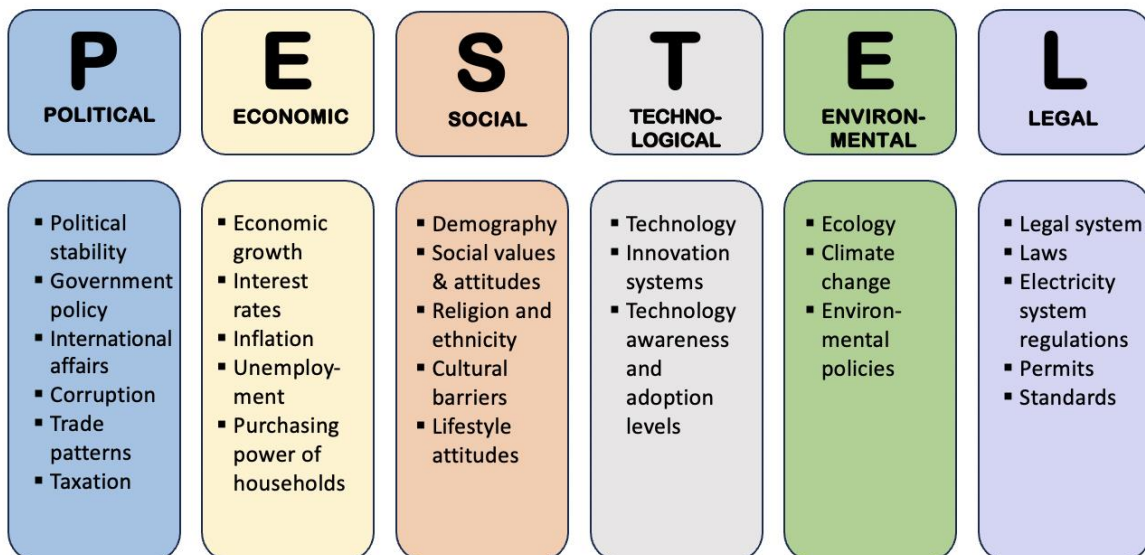 P
POLITICAL
E
ECONOMIC
S
SOCIAL
T
TECHNO-
LOGICAL
E
ENVIRON-
MENTAL
L
LEGAL
▪ Political
stability
▪ Government
policy
▪ International
affairs
▪ Corruption
▪ Trade
patterns
▪ Taxation
▪ Economic
growth
▪ Interest
rates
▪ Inflation
▪ Unemploy-
ment
▪ Purchasing
power of
households
▪ Demography
▪ Social values
& attitudes
▪ Religion and
ethnicity
▪ Cultural
barriers
▪ Lifestyle
attitudes
▪ Technology
▪ Innovation
systems
▪ Technology
awareness
and
adoption
levels
▪ Ecology
▪ Climate
change
▪ Environ-
mental
policies
▪ Legal system
▪ Laws
▪ Electricity
system
regulations
▪ Permits
▪ Standards